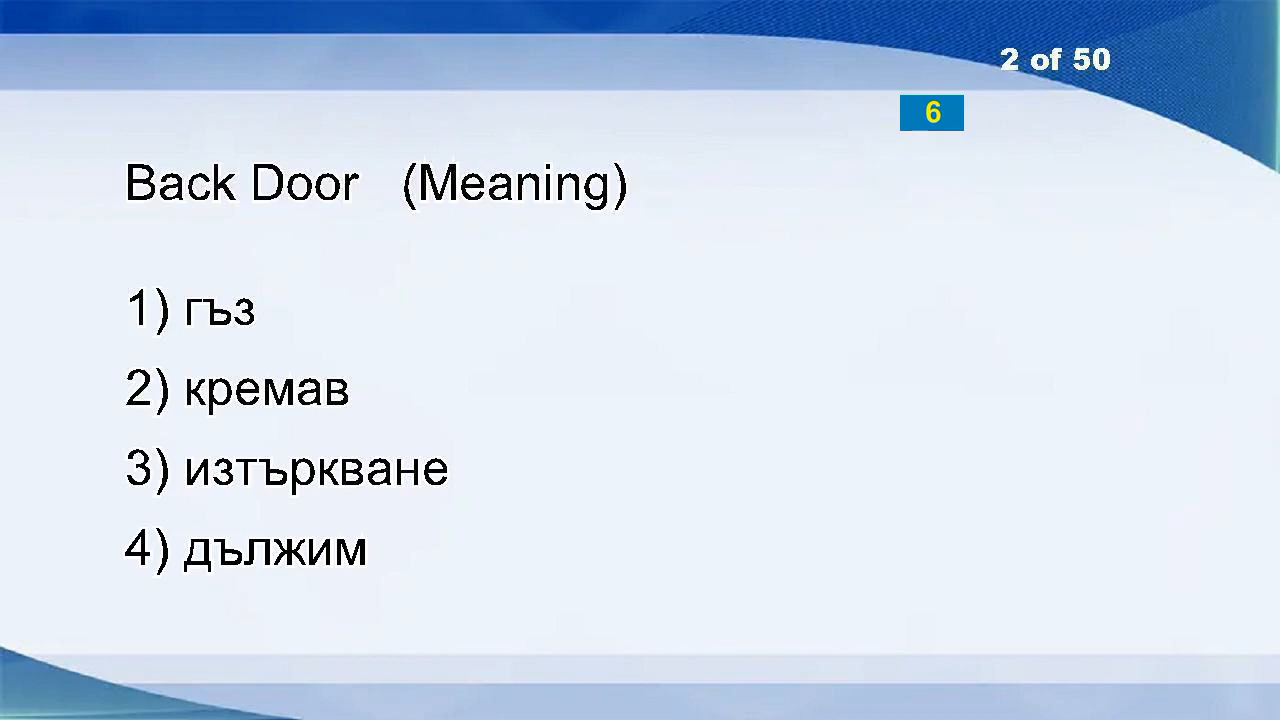 2 of 50
6
Back Door (Meaning)
1) гъз
2) кремав
3) изтъркване
4) дължим